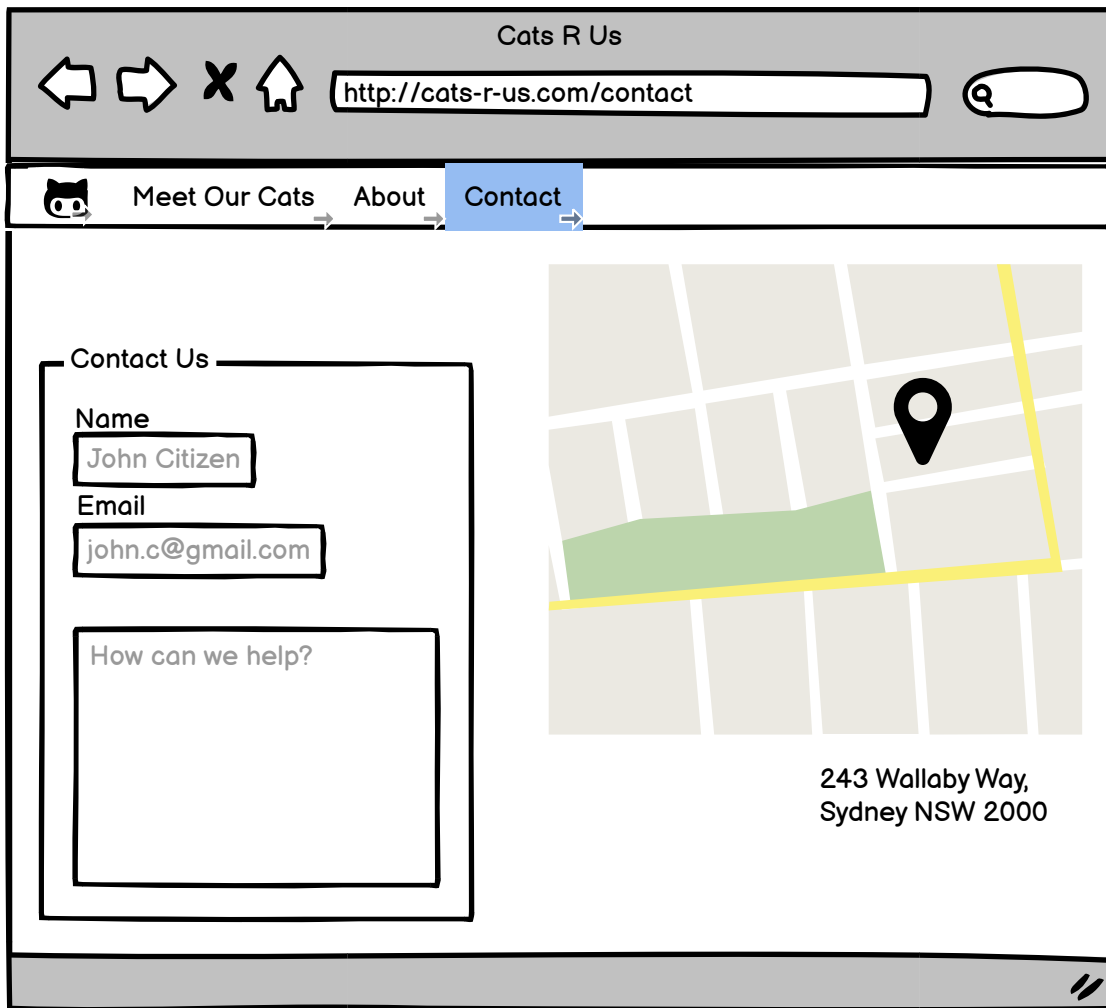 Cats R Us
http://cats-r-us.com/contact
Meet Our Cats About Contact
Contact Us
Name
John Citizen
Email
john.c@gmail.com
How can we help?
243 Wallaby Way,
Sydney NSW 2000